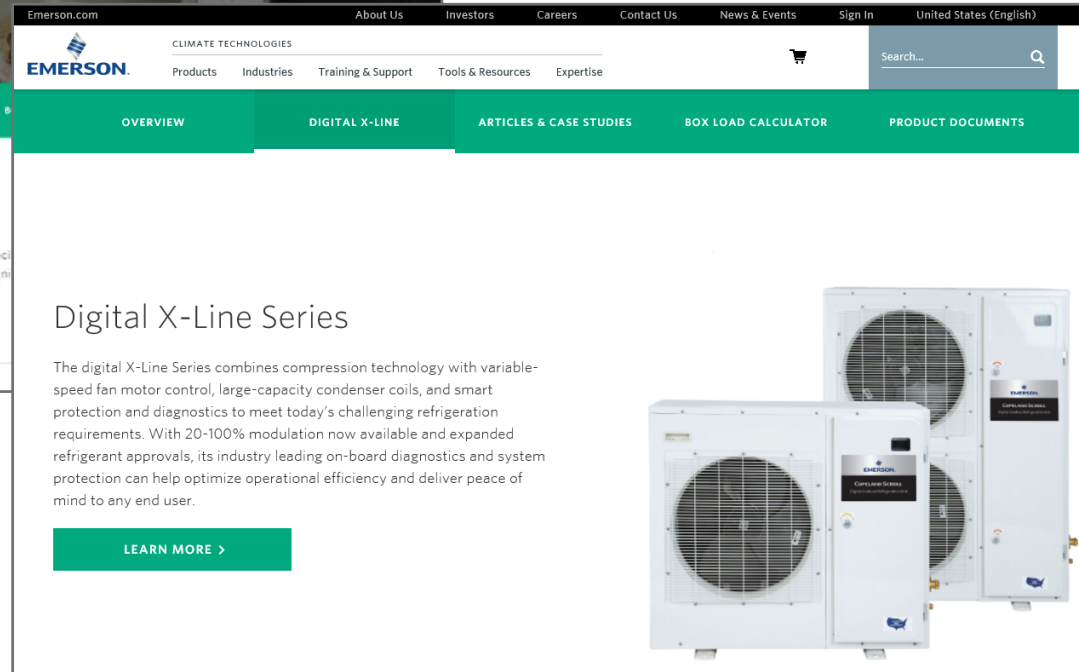 Emerson.com About Us Investors Careers Contact Us News & Events Sign In United States (English)
CLIMATE TECHNOLOGIES
EMERSON.
Products Industries Training & Support Tools & Resources Expertise
Search...
OVERVIEW DIGITAL X-LINE ARTICLES & CASE STUDIES BOX LOAD CALCULATOR PRODUCT DOCUMENTS
Digital X-Line Series
The digital X-Line Series combines compression technology with variable-
speed fan motor control, large-capacity condenser coils, and smart
protection and diagnostics to meet today's challenging refrigeration
requirements. With 20-100% modulation now available and expanded
refrigerant approvals, its industry leading on-board diagnostics and system
protection can help optimize operational efficiency and deliver peace of
mind to any end user.
LEARN MORE >
EMERSON.
COPELAND SCROLL
EMERSON.
COPELAND SCROLL